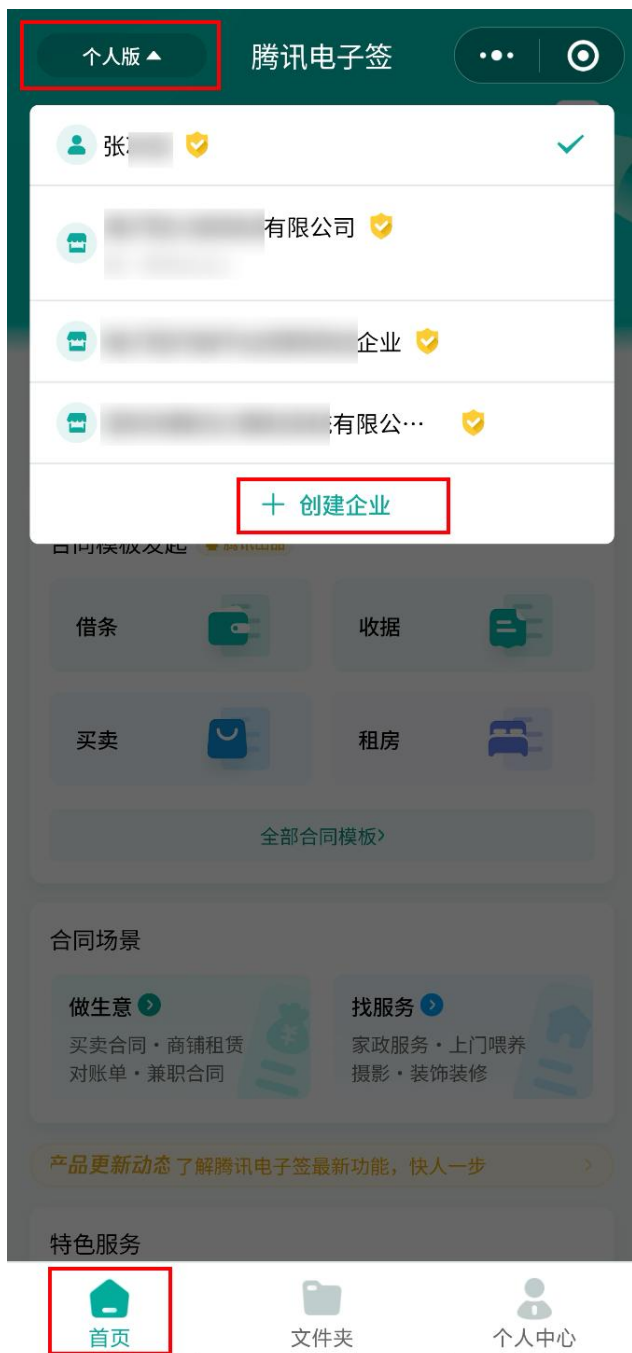 个人版
腾讯电子签
张
有限公司
企业
有限公…
创建企业
合同模板发起
借条
收据
买卖
租房
全部合同模板>
合同场景
做生意
找服务
买卖合同·商铺租赁
对账单·兼职合同
家政服务·上门喂养
摄影·装饰装修
产品更新动态 了解腾讯电子签最新功能，快人一步
特色服务
首页
文件夹
个人中心